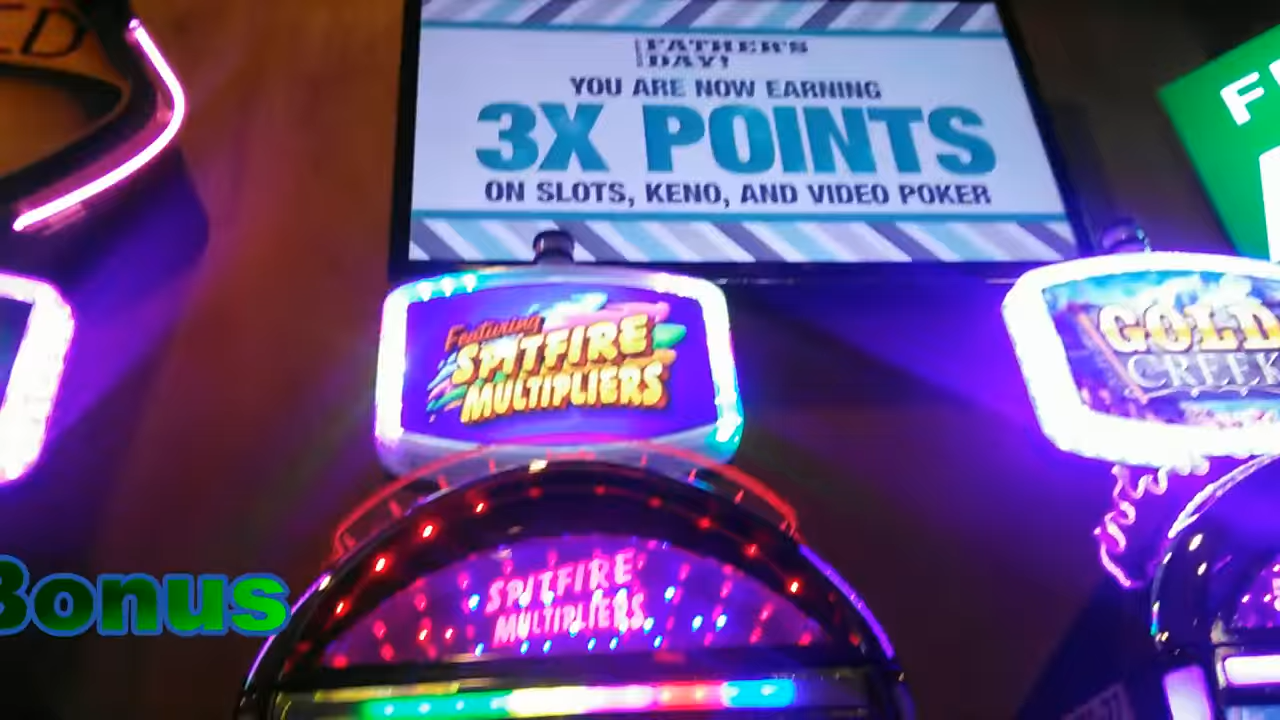 ED
FATHER'S
DAY!
YOU ARE NOW EARNING
3X POINTS
ON SLOTS, KENO, AND VIDEO POKER
F
Featuring
SPITFIRE
MULTIPLIERS
GOLD
CREEK
SPITFIRE
MULTIPLIERS
Bonus